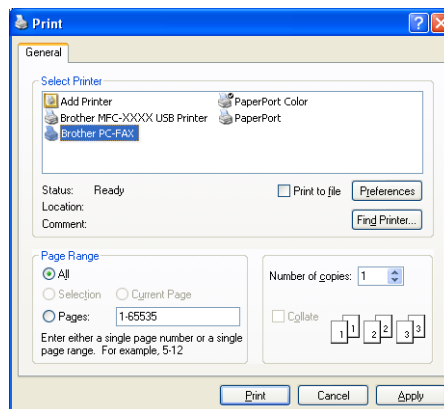 Print
General
Select Printer
Add Printer
Brother MFC-XXXX USB Printer
Brother PC-FAX
PaperPort Color
PaperPort
Status: Ready
Location:
Comment:
Print to file
Preferences
Find Printer...
Page Range
All
Selection Current Page
Pages: 1-65535
Enter either a single page number or a single
page range. For example, 5-12
Number of copies: 1
Collate
1 1 2 2 3 3
Print Cancel Apply